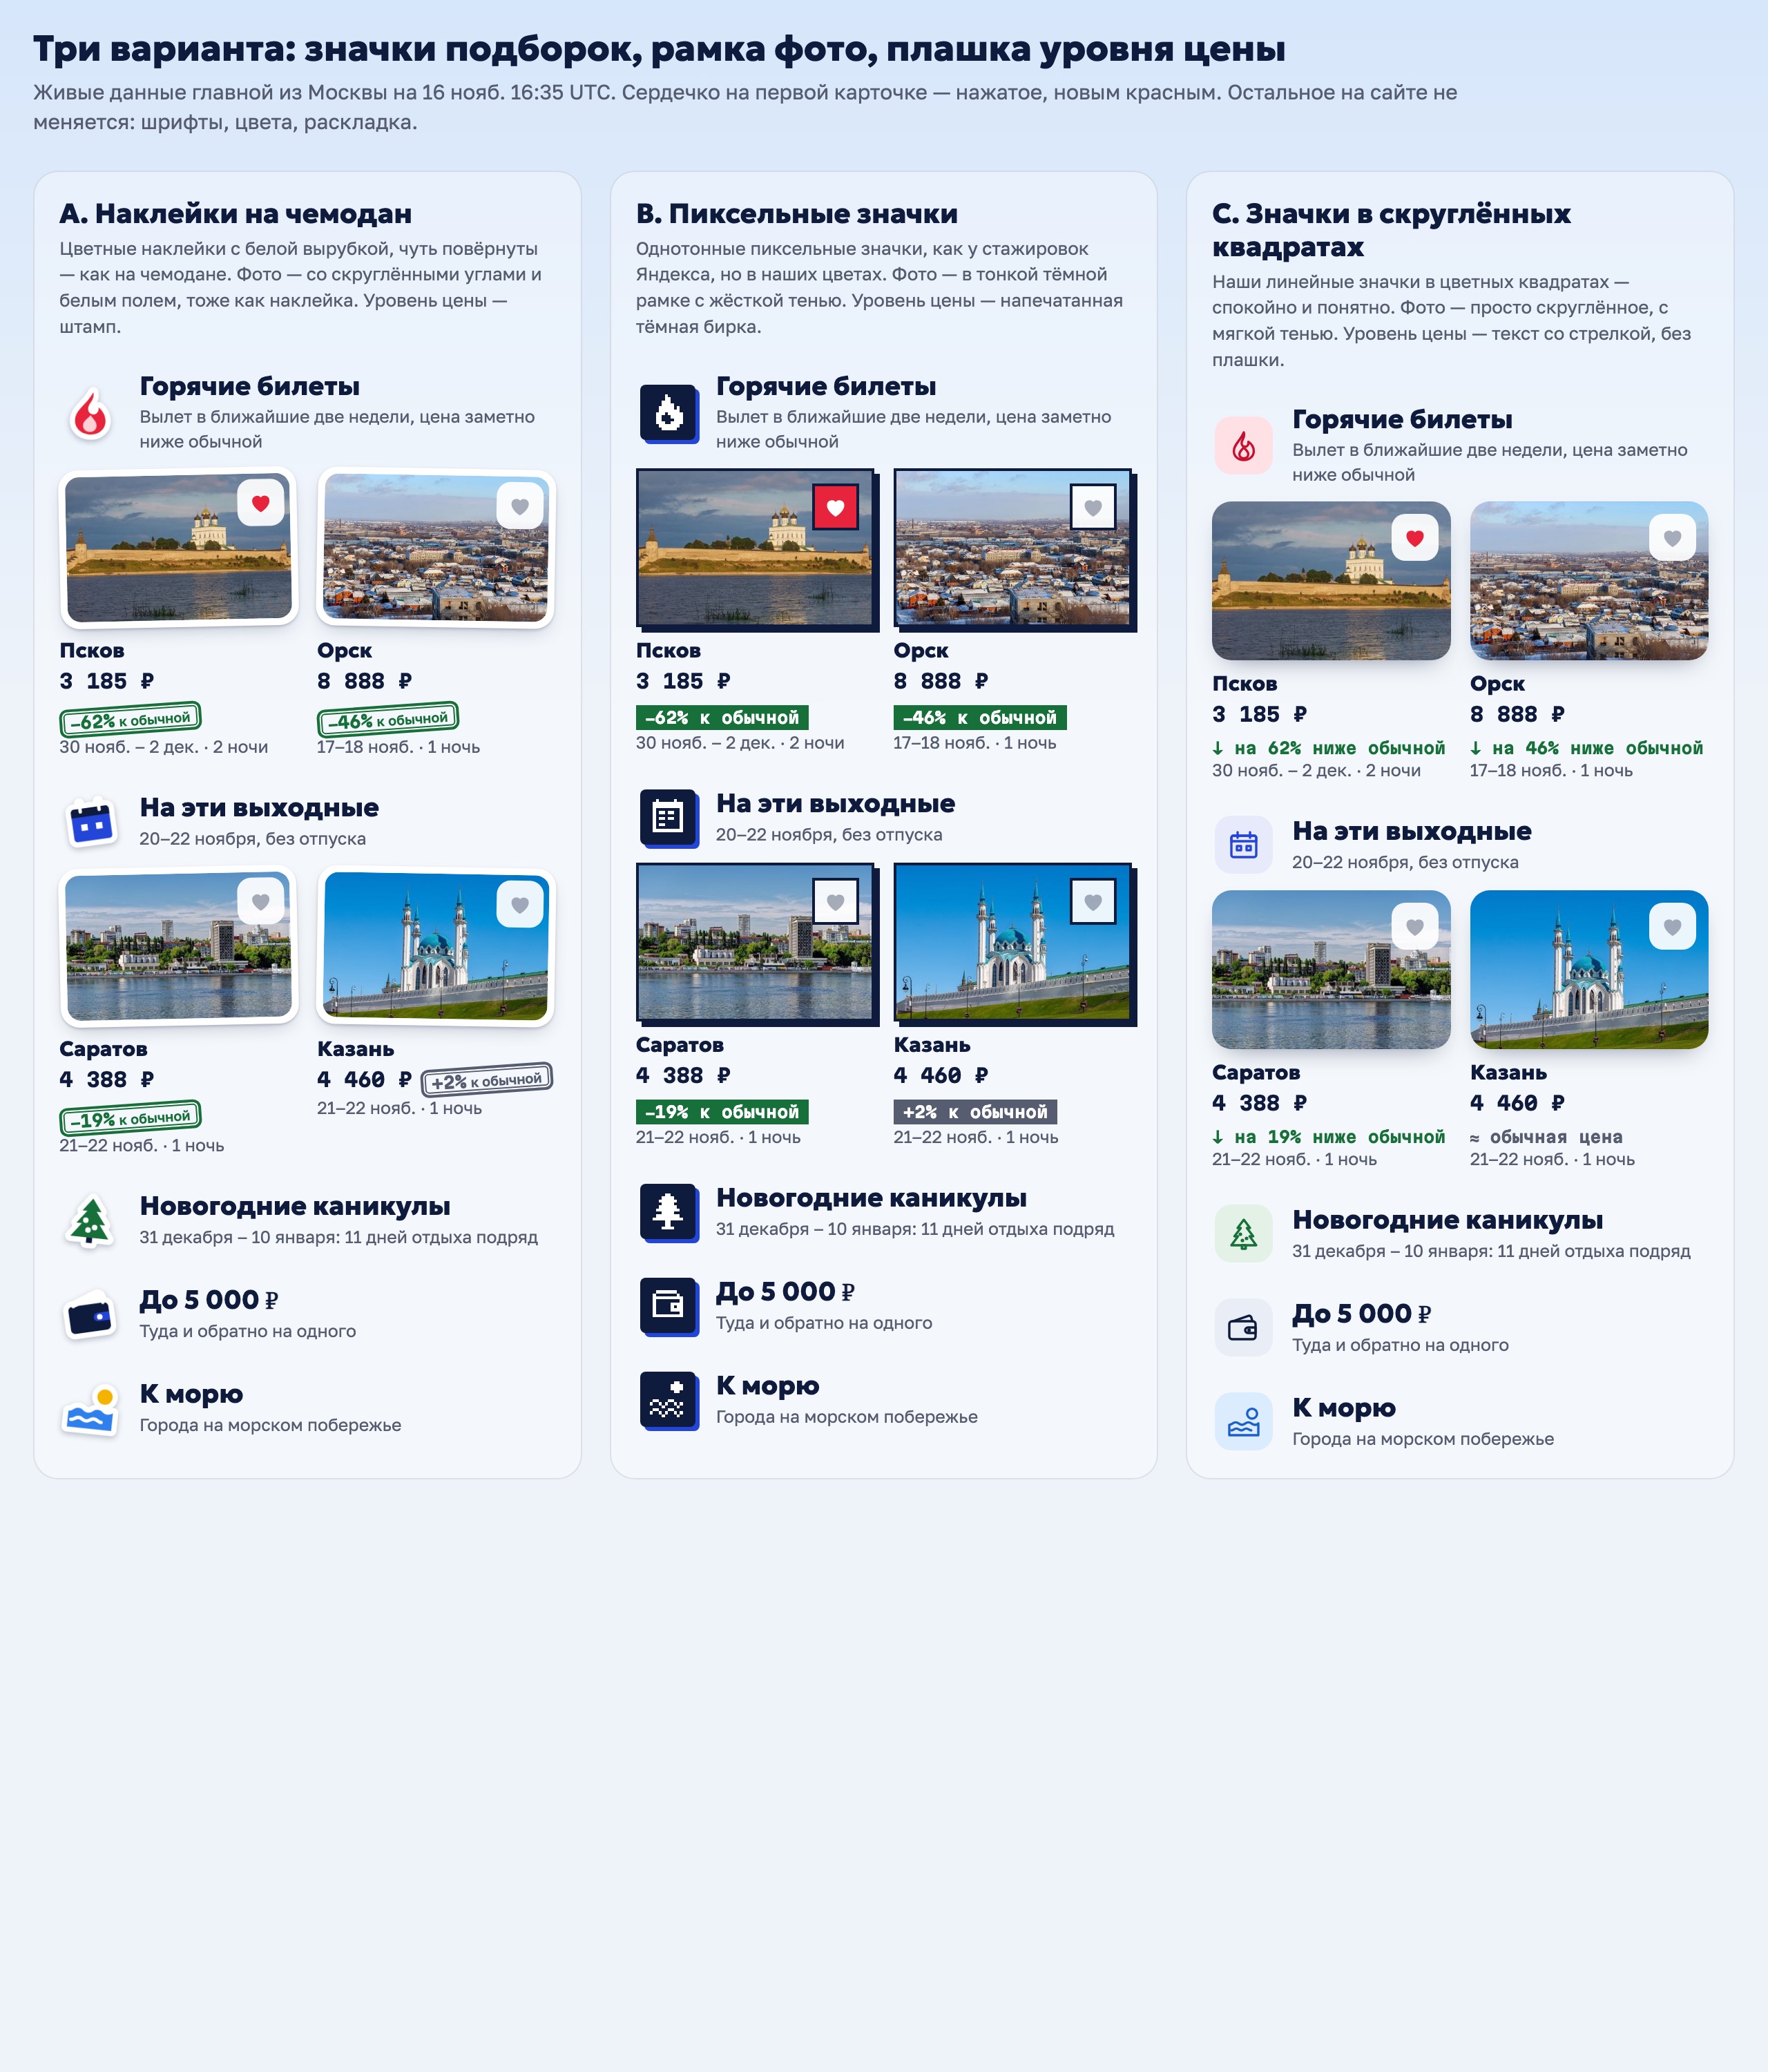 Три варианта: значки подборок, рамка фото, плашка уровня цены
Живые данные главной из Москвы на 16 нояб. 16:35 UTC. Сердечко на первой карточке — нажатое, новым красным. Остальное на сайте не
меняется: шрифты, цвета, раскладка.
A. Наклейки на чемодан
Цветные наклейки с белой вырубкой, чуть повёрнуты
— как на чемодане. Фото — со скруглёнными углами и
белым полем, тоже как наклейка. Уровень цены —
штамп.
Горячие билеты
Вылет в ближайшие две недели, цена заметно
ниже обычной
Псков
3 185 ₽
−62% к обычной
30 нояб. – 2 дек. · 2 ночи
Орск
8 888 ₽
−46% к обычной
17–18 нояб. · 1 ночь
На эти выходные
20–22 ноября, без отпуска
Саратов
4 388 ₽
−19% к обычной
21–22 нояб. · 1 ночь
Казань
4 460 ₽ +2% к обычной
21–22 нояб. · 1 ночь
Новогодние каникулы
31 декабря – 10 января: 11 дней отдыха подряд
До 5 000 ₽
Туда и обратно на одного
К морю
Города на морском побережье
B. Пиксельные значки
Однотонные пиксельные значки, как у стажировок
Яндекса, но в наших цветах. Фото — в тонкой тёмной
рамке с жёсткой тенью. Уровень цены — напечатанная
тёмная бирка.
Горячие билеты
Вылет в ближайшие две недели, цена заметно
ниже обычной
Псков
3 185 ₽
−62% к обычной
30 нояб. – 2 дек. · 2 ночи
Орск
8 888 ₽
−46% к обычной
17–18 нояб. · 1 ночь
На эти выходные
20–22 ноября, без отпуска
Саратов
4 388 ₽
−19% к обычной
21–22 нояб. · 1 ночь
Казань
4 460 ₽
+2% к обычной
21–22 нояб. · 1 ночь
Новогодние каникулы
31 декабря – 10 января: 11 дней отдыха подряд
До 5 000 ₽
Туда и обратно на одного
К морю
Города на морском побережье
C. Значки в скруглённых
квадратах
Наши линейные значки в цветных квадратах —
спокойно и понятно. Фото — просто скруглённое, с
мягкой тенью. Уровень цены — текст со стрелкой, без
плашки.
Горячие билеты
Вылет в ближайшие две недели, цена заметно
ниже обычной
Псков
3 185 ₽
↓ на 62% ниже обычной
30 нояб. – 2 дек. · 2 ночи
Орск
8 888 ₽
↓ на 46% ниже обычной
17–18 нояб. · 1 ночь
На эти выходные
20–22 ноября, без отпуска
Саратов
4 388 ₽
↓ на 19% ниже обычной
21–22 нояб. · 1 ночь
Казань
4 460 ₽
≈ обычная цена
21–22 нояб. · 1 ночь
Новогодние каникулы
31 декабря – 10 января: 11 дней отдыха подряд
До 5 000 ₽
Туда и обратно на одного
К морю
Города на морском побережье